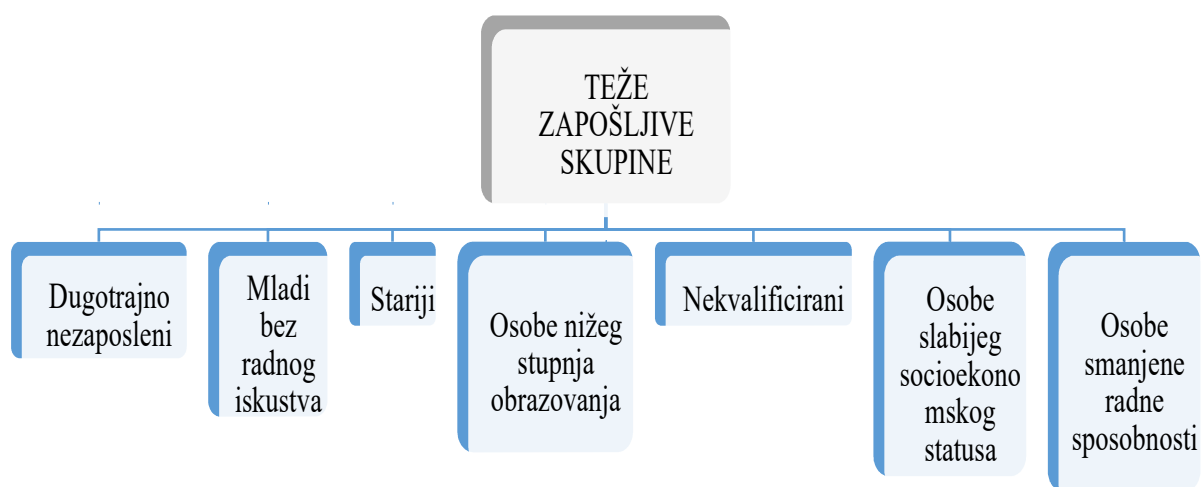 TEŽE
ZAPOŠLJIVE
SKUPINE
Dugotrajno
nezaposleni
Mladi
bez
radnog
iskustva
Stariji
Osobe nižeg
stupnja
obrazovanja
Nekvalificirani
Osobe
slabijeg
socioekono
mskog
statusa
Osobe
smanjene
radne
sposobnosti